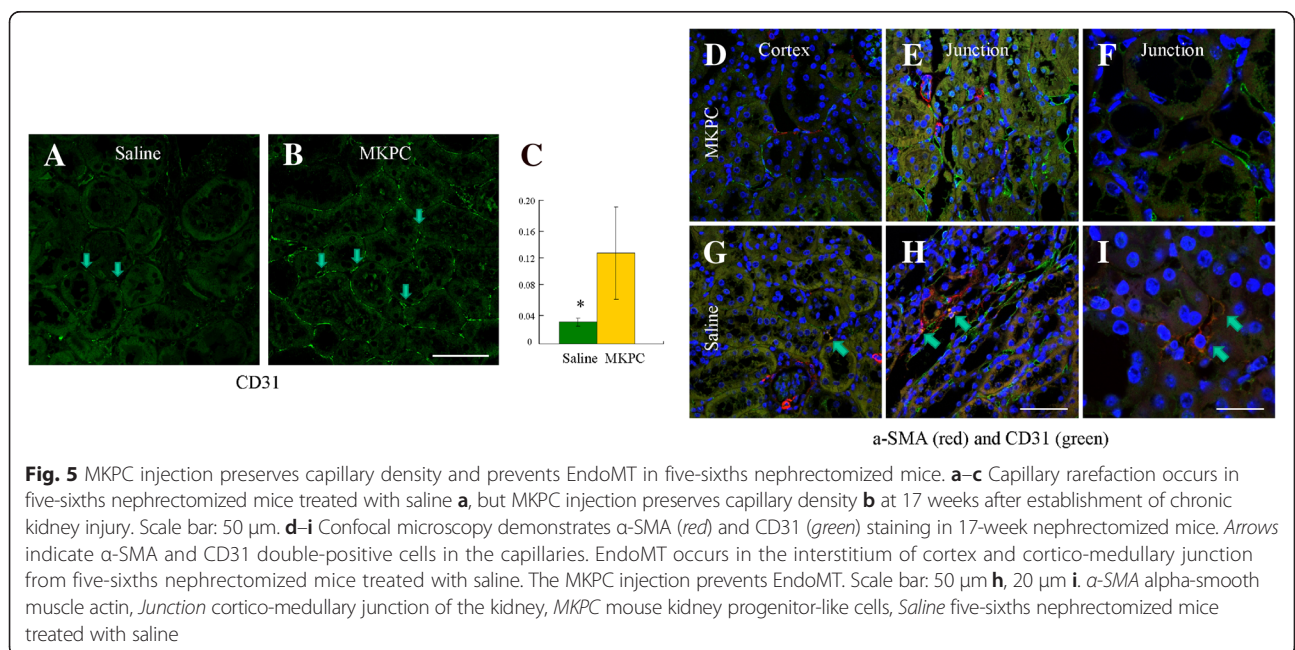 A
Saline
B
MKPC
C
0.20
0.16
0.12
0.08
0.04
0
*
Saline MKPC
CD31
D
Cortex
E
Junction
F
Junction
MKPC
G
H
I
Saline
a-SMA (red) and CD31 (green)
Fig. 5 MKPC injection preserves capillary density and prevents EndoMT in five-sixths nephrectomized mice. a–c Capillary rarefaction occurs in
five-sixths nephrectomized mice treated with saline a, but MKPC injection preserves capillary density b at 17 weeks after establishment of chronic
kidney injury. Scale bar: 50 μm. d–i Confocal microscopy demonstrates α-SMA (red) and CD31 (green) staining in 17-week nephrectomized mice. Arrows
indicate α-SMA and CD31 double-positive cells in the capillaries. EndoMT occurs in the interstitium of cortex and cortico-medullary junction
from five-sixths nephrectomized mice treated with saline. The MKPC injection prevents EndoMT. Scale bar: 50 μm h, 20 μm i. α-SMA alpha-smooth
muscle actin, Junction cortico-medullary junction of the kidney, MKPC mouse kidney progenitor-like cells, Saline five-sixths nephrectomized mice
treated with saline